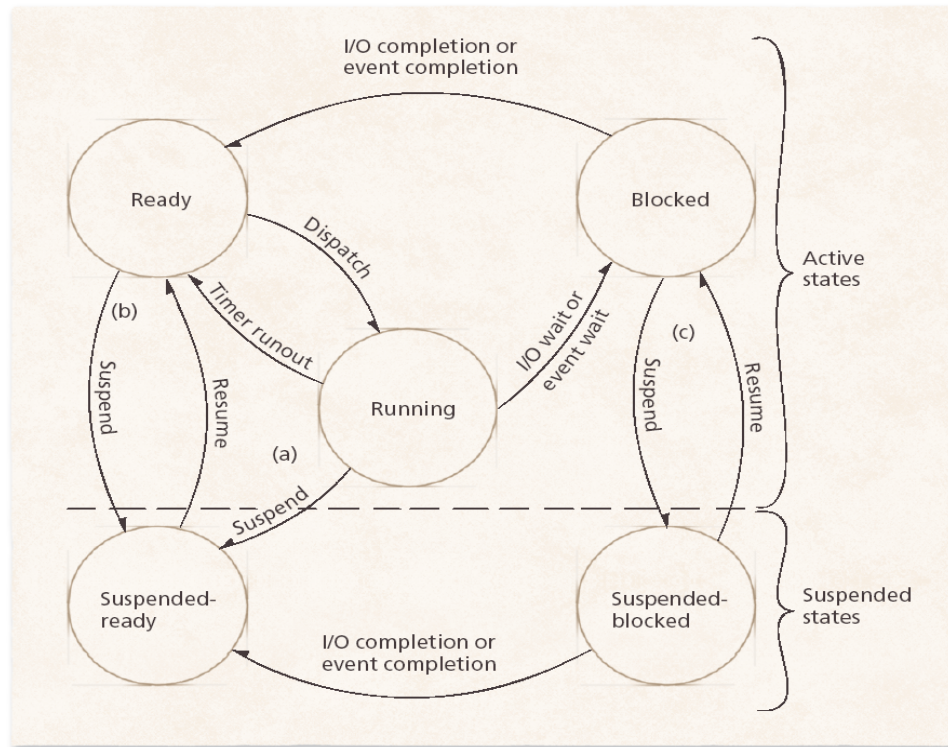 I/O completion or
event completion
Ready
Blocked
Dispatch
Active
states
(b)
Timer runout
I/O wait or
event wait
(c)
Suspend
Resume
Running
Suspend
Resume
(a)
Suspend
Suspended-
ready
Suspended-
blocked
Suspended
states
I/O completion or
event completion